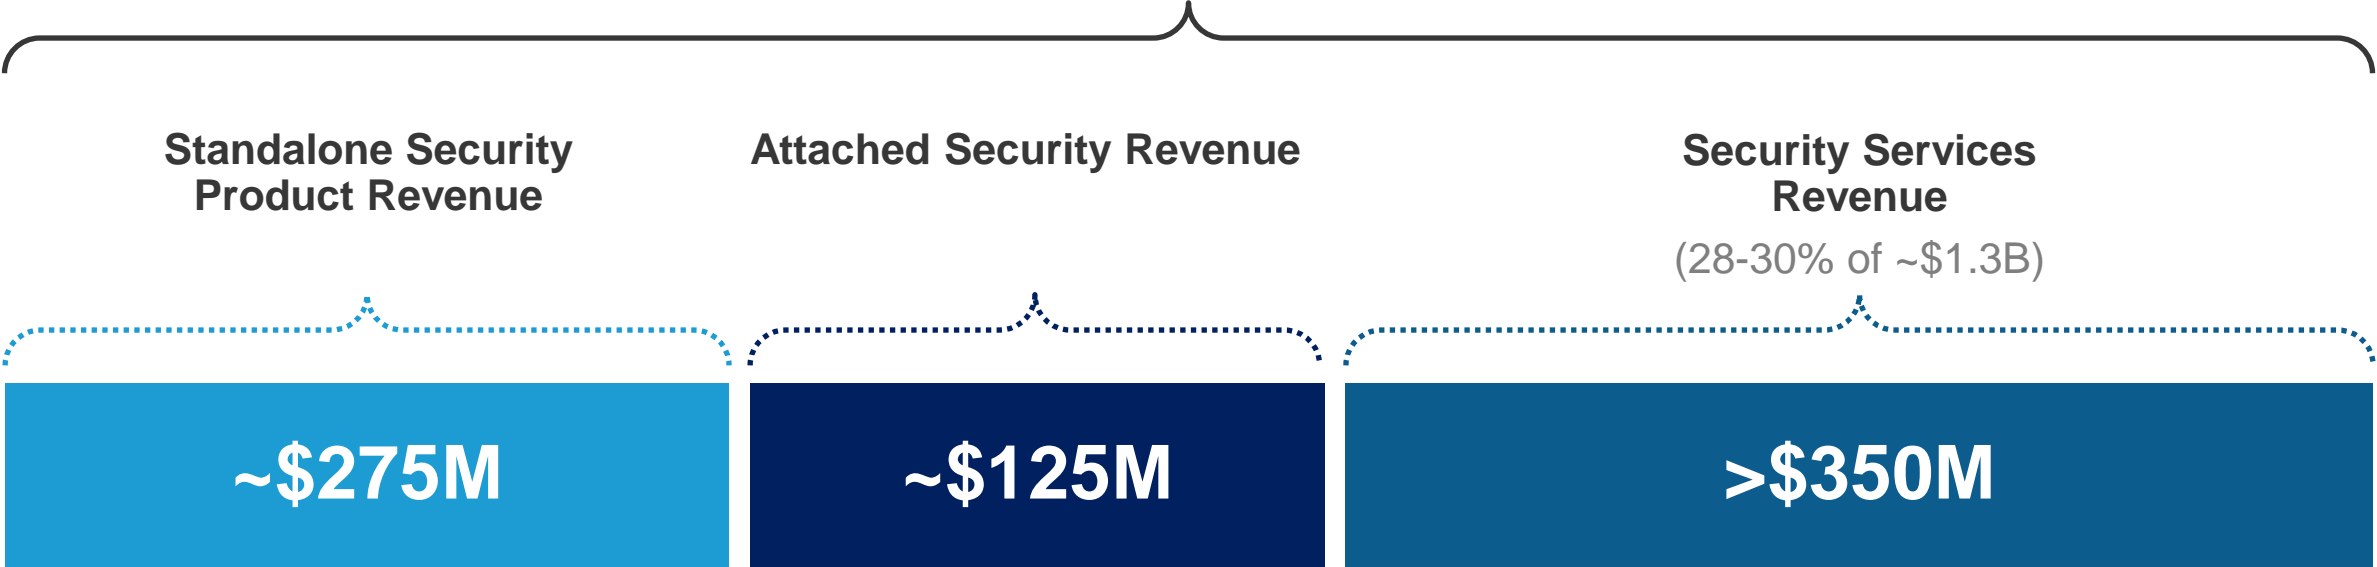 Standalone Security
Product Revenue
Attached Security Revenue
Security Services
Revenue
(28-30% of ~$1.3B)
~$275M
~$125M
>$350M